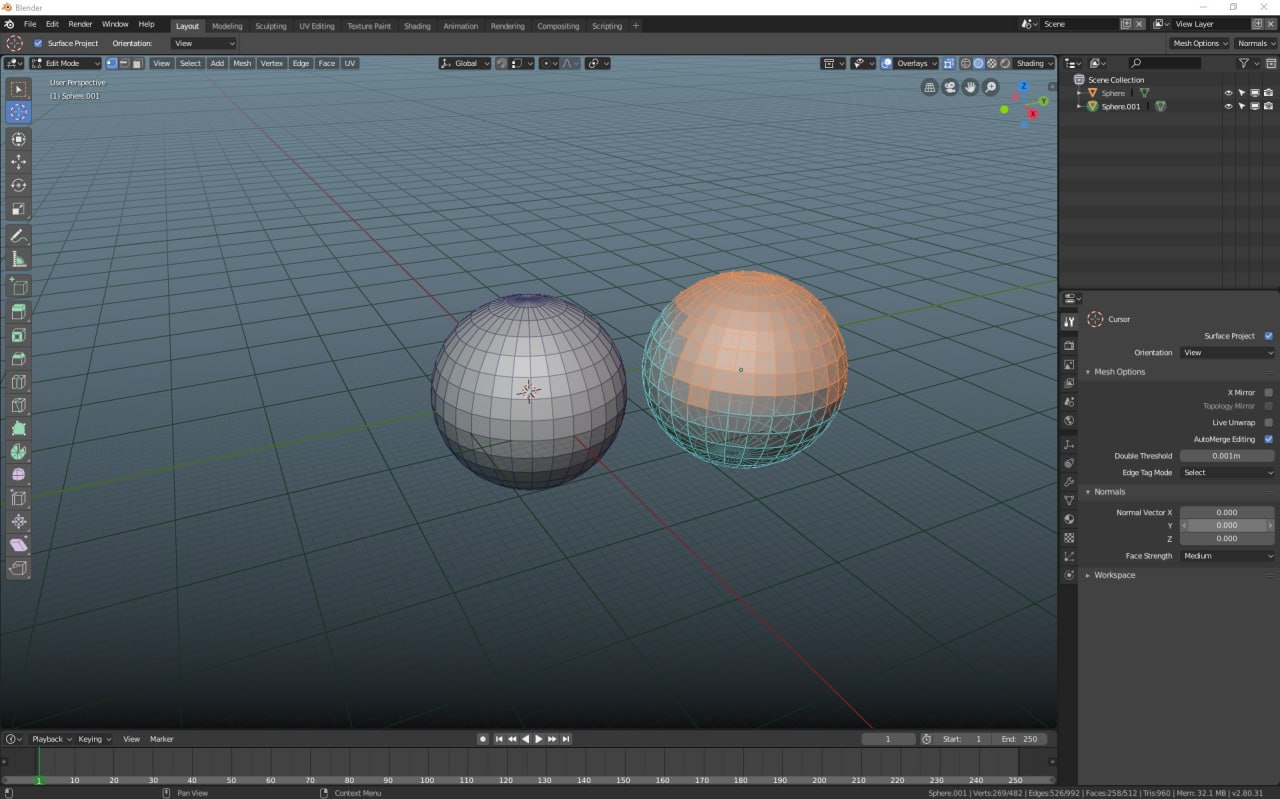 Blender
File Edit Render Window Help Layout Modeling Sculpting UV Editing Texture Paint Shading Animation Rendering Compositing Scripting + Scene View Layer
Surface Project Orientation: View Mesh Options Normals
Edit Mode View Select Add Mesh Vertex Edge Face UV Global Overlays Shading
User Perspective
(1) Sphere.001
Z
Y
X
Scene Collection
Sphere
Sphere.001
Cursor
Surface Project
Orientation View
Mesh Options
X Mirror
Topology Mirror
Live Unwrap
AutoMerge Editing
Double Threshold 0.001m
Edge Tag Mode Select
Normals
Normal Vector X 0.000
Y 0.000
Z 0.000
Face Strength Medium
Workspace
Playback Keying View Marker 1 Start: 1 End: 250
1 10 20 30 40 50 60 70 80 90 100 110 120 130 140 150 160 170 180 190 200 210 220 230 240 250
Pan View Context Menu Sphere.001 | Verts:269/482 | Edges:526/992 | Faces:258/512 | Tris:960 | Mem: 32.1 MB | v2.80.31